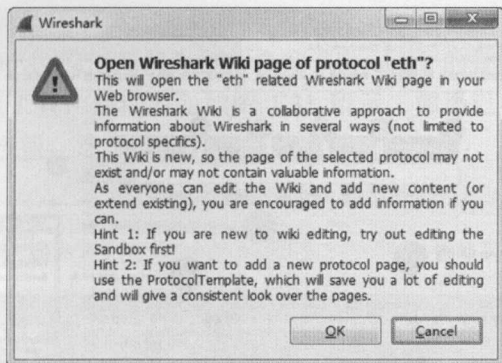 Wireshark
Open Wireshark Wiki page of protocol "eth"?
This will open the "eth" related Wireshark Wiki page in your
Web browser.
The Wireshark Wiki is a collaborative approach to provide
information about Wireshark in several ways (not limited to
protocol specifics).
This Wiki is new, so the page of the selected protocol may not
exist and/or may not contain valuable information.
As everyone can edit the Wiki and add new content (or
extend existing), you are encouraged to add information if you
can.
Hint 1: If you are new to wiki editing, try out editing the
Sandbox first!
Hint 2: If you want to add a new protocol page, you should
use the ProtocolTemplate, which will save you a lot of editing
and will give a consistent look over the pages.
OK Cancel